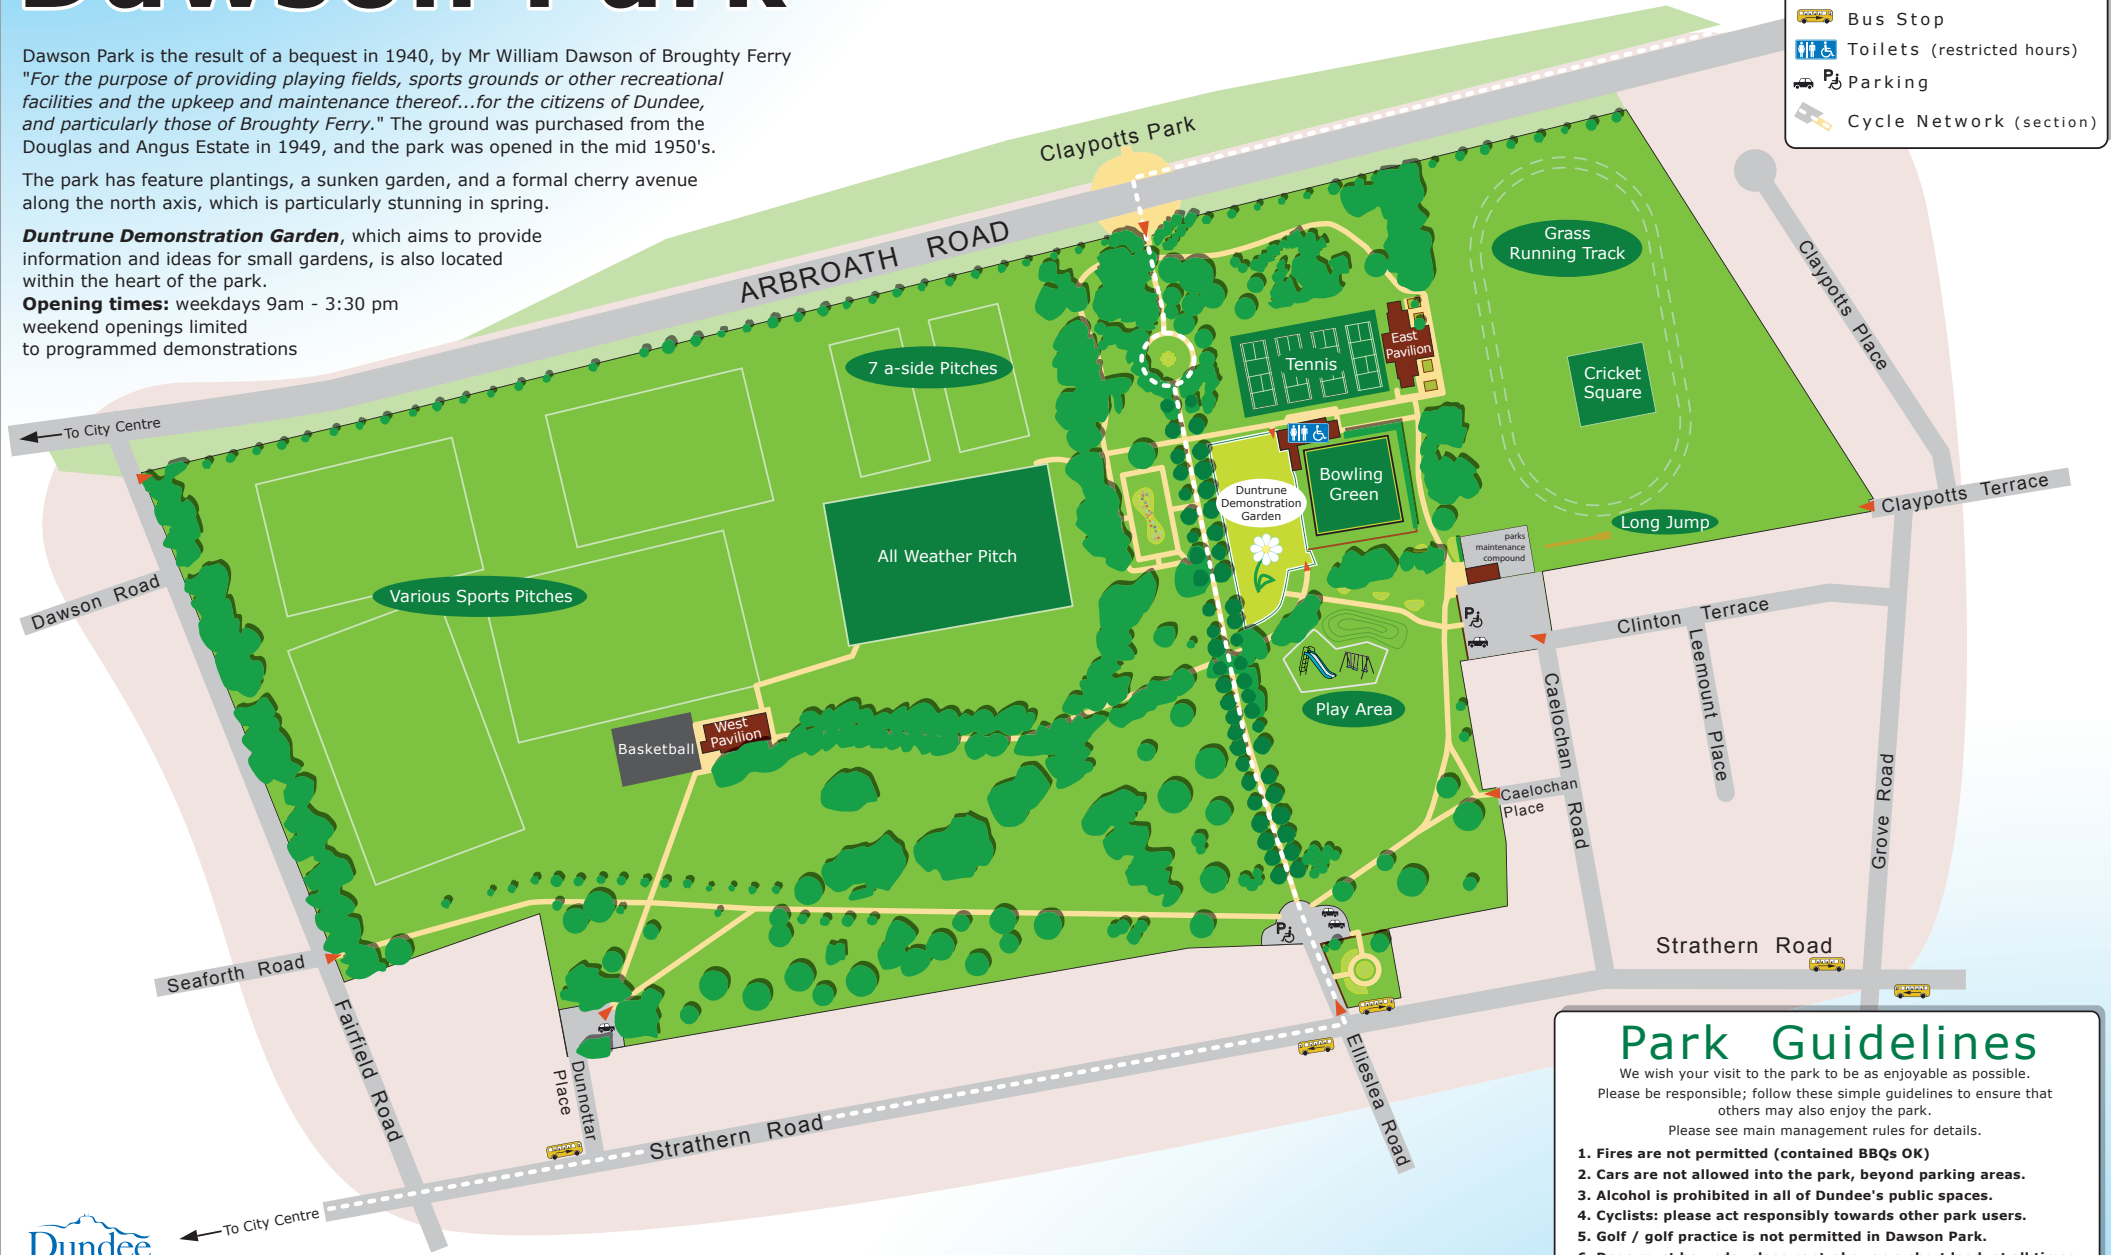 Dawson Park
Dawson Park is the result of a bequest in 1940, by Mr William Dawson of Broughty Ferry
"For the purpose of providing playing fields, sports grounds or other recreational
facilities and the upkeep and maintenance thereof...for the citizens of Dundee,
and particularly those of Broughty Ferry." The ground was purchased from the
Douglas and Angus Estate in 1949, and the park was opened in the mid 1950's.
The park has feature plantings, a sunken garden, and a formal cherry avenue
along the north axis, which is particularly stunning in spring.
Duntrune Demonstration Garden, which aims to provide
information and ideas for small gardens, is also located
within the heart of the park.
Opening times: weekdays 9am - 3:30 pm
weekend openings limited
to programmed demonstrations
Bus Stop
Toilets (restricted hours)
P Parking
Cycle Network (section)
Claypotts Park
ARBROATH ROAD
To City Centre
Grass
Running Track
Claypotts Place
7 a-side Pitches
Tennis
East
Pavilion
Cricket
Square
Bowling
Green
Duntrune
Demonstration
Garden
Claypotts Terrace
Long Jump
parks
maintenance
compound
All Weather Pitch
Various Sports Pitches
Dawson Road
P
Clinton Terrace
Leemount Place
Caelochan Road
Play Area
West
Pavilion
Basketball
Caelochan
Place
Grove Road
P
Strathern Road
Seaforth Road
Fairfield Road
Dunnottar
Place
Ellieslea Road
Strathern Road
To City Centre
Dundee
Park Guidelines
We wish your visit to the park to be as enjoyable as possible.
Please be responsible; follow these simple guidelines to ensure that
others may also enjoy the park.
Please see main management rules for details.
1. Fires are not permitted (contained BBQs OK)
2. Cars are not allowed into the park, beyond parking areas.
3. Alcohol is prohibited in all of Dundee's public spaces.
4. Cyclists: please act responsibly towards other park users.
5. Golf / golf practice is not permitted in Dawson Park.